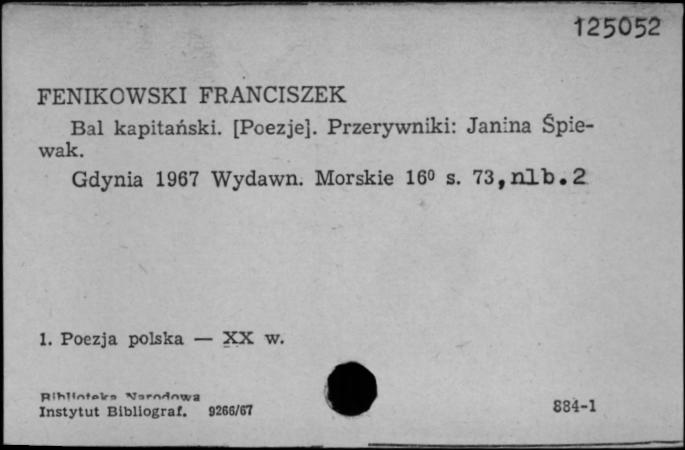 125052
FENIKOWSKI FRANCISZEK
Bal kapitański. [Poezje]. Przerywniki: Janina Śpie-
wak.
Gdynia 1967 Wydawn. Morskie 16⁰ s. 73, nlb. 2
1. Poezja polska — XX w.
Biblioteka Narodowa
Instytut Bibliograf. 9266/67
884-1